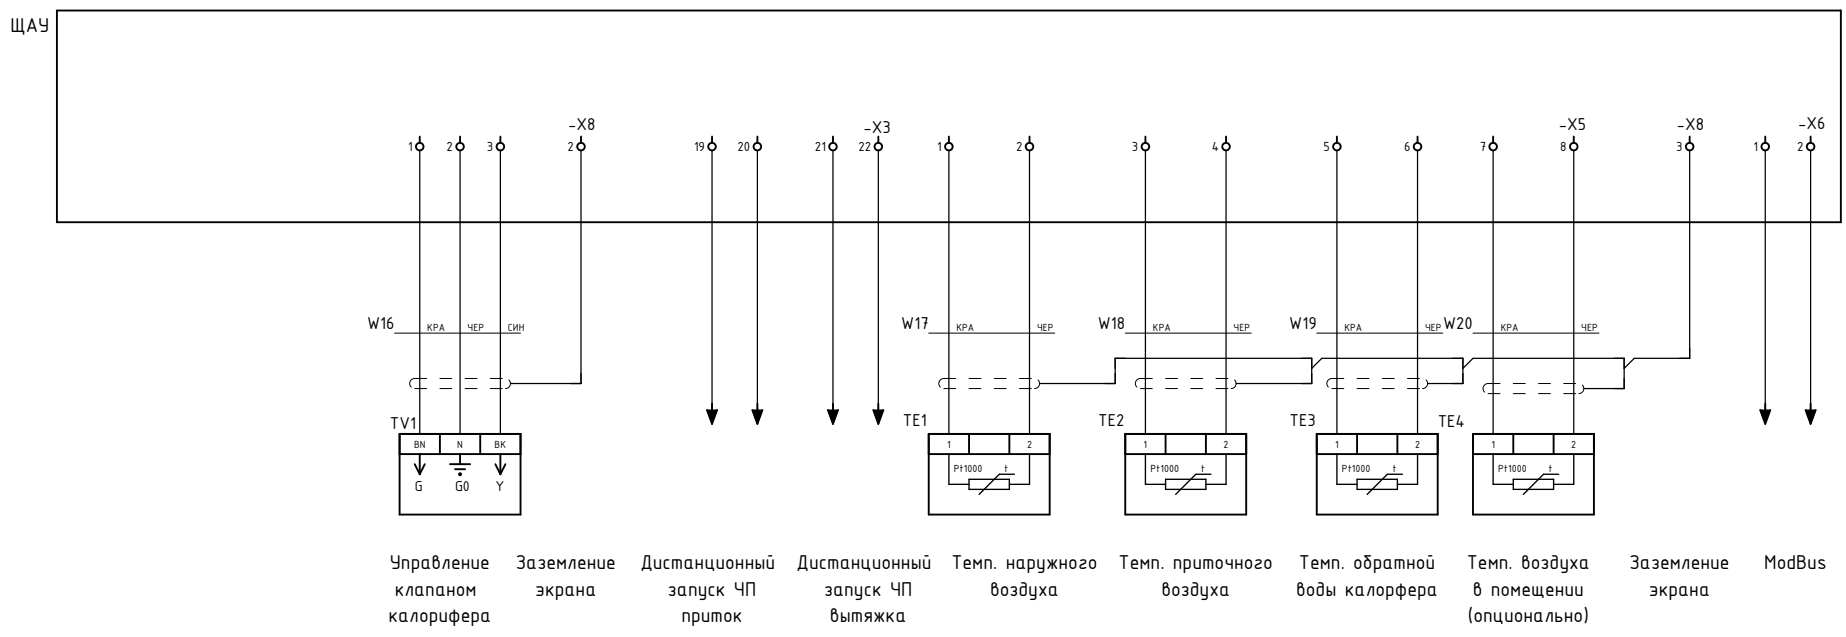 ЩАУ
-X8 -X3 -X5 -X8 -X6
1 2 3 2 19 20 21 22 1 2 3 4 5 6 7 8 3 1 2
W16 КРА ЧЕР СИН W17 КРА ЧЕР W18 КРА ЧЕР W19 КРА ЧЕР W20 КРА ЧЕР
TV1 TE1 TE2 TE3 TE4
BN N BK 1 2 1 2 1 2 1 2
Pt1000 t Pt1000 t Pt1000 t Pt1000 t
G G0 Y
Управление
клапаном
калорифера
Заземление
экрана
Дистанционный
запуск ЧП
приток
Дистанционный
запуск ЧП
вытяжка
Темп. наружного
воздуха
Темп. приточного
воздуха
Темп. обратной
воды калорфера
Темп. воздуха
в помещении
(опционально)
Заземление
экрана
ModBus